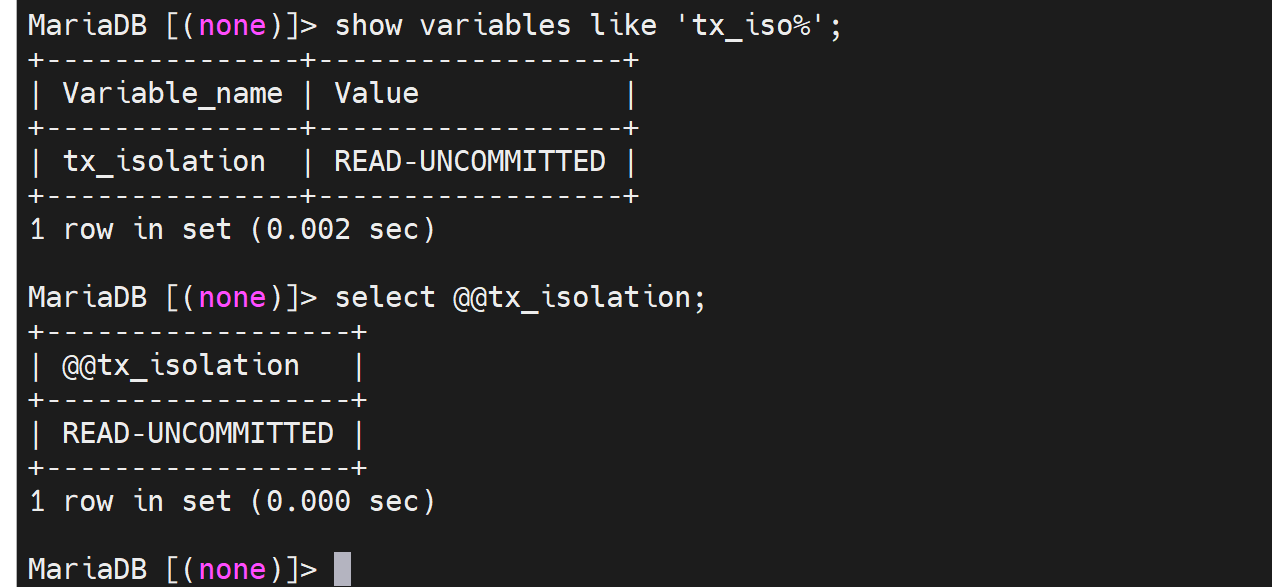 MariaDB [(none)]> show variables like 'tx_iso%';
+---------------+------------------+
| Variable_name | Value            |
+---------------+------------------+
| tx_isolation  | READ-UNCOMMITTED |
+---------------+------------------+
1 row in set (0.002 sec)

MariaDB [(none)]> select @@tx_isolation;
+------------------+
| @@tx_isolation   |
+------------------+
| READ-UNCOMMITTED |
+------------------+
1 row in set (0.000 sec)

MariaDB [(none)]>